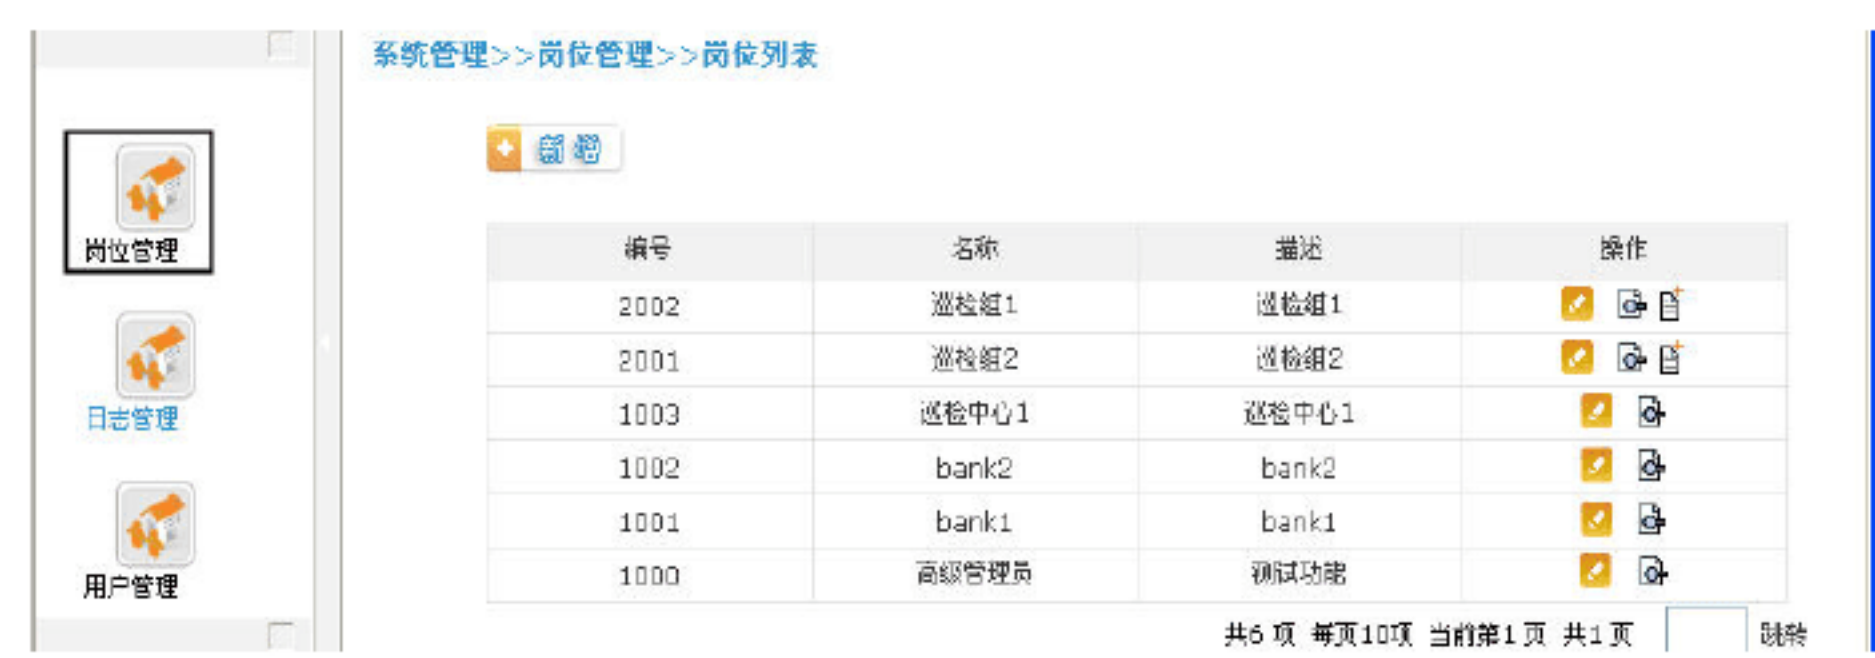 系统管理>>岗位管理>>岗位列表
新增
岗位管理
日志管理
用户管理
编号 名称 描述 操作
2002 巡检组1 巡检组1
2001 巡检组2 巡检组2
1003 巡检中心1 巡检中心1
1002 bank2 bank2
1001 bank1 bank1
1000 高级管理员 测试功能
共6 项 每页10项 当前第1页 共1页 跳转